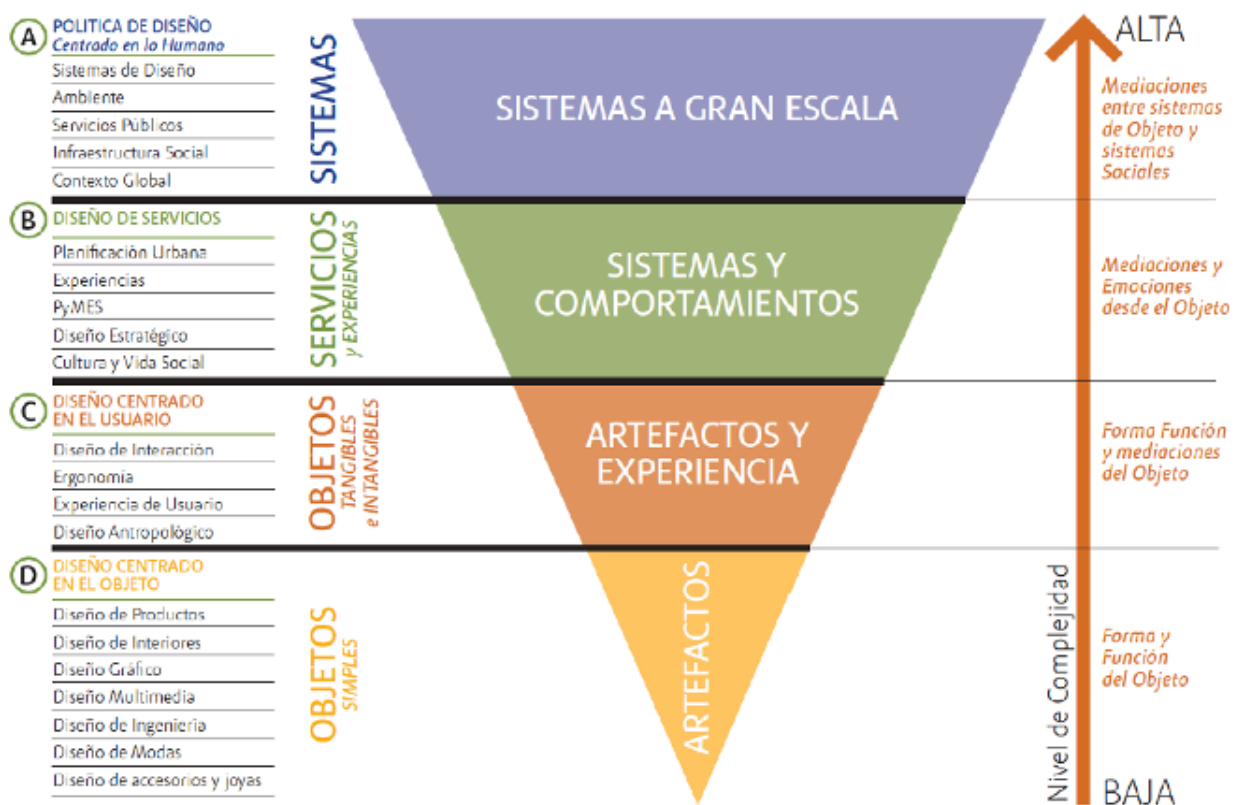 A
POLITICA DE DISEÑO
Centrado en lo Humano
Sistemas de Diseño
Ambiente
Servicios Públicos
Infraestructura Social
Contexto Global
SISTEMAS
SISTEMAS A GRAN ESCALA
ALTA
Mediaciones
entre sistemas
de Objeto y
sistemas
Sociales
B
DISEÑO DE SERVICIOS
Planificación Urbana
Experiencias
PyMES
Diseño Estratégico
Cultura y Vida Social
SERVICIOS
y EXPERIENCIAS
SISTEMAS Y
COMPORTAMIENTOS
Mediaciones y
Emociones
desde el Objeto
C
DISEÑO CENTRADO
EN EL USUARIO
Diseño de Interacción
Ergonomía
Experiencia de Usuario
Diseño Antropológico
OBJETOS
TANGIBLES
e INTANGIBLES
ARTEFACTOS Y
EXPERIENCIA
Forma Función
y mediaciones
del Objeto
D
DISEÑO CENTRADO
EN EL OBJETO
Diseño de Productos
Diseño de Interiores
Diseño Gráfico
Diseño Multimedia
Diseño de Ingeniería
Diseño de Modas
Diseño de accesorios y joyas
OBJETOS
SIMPLES
ARTEFACTOS
Nivel de Complejidad
Forma y
Función
del Objeto
BAJA